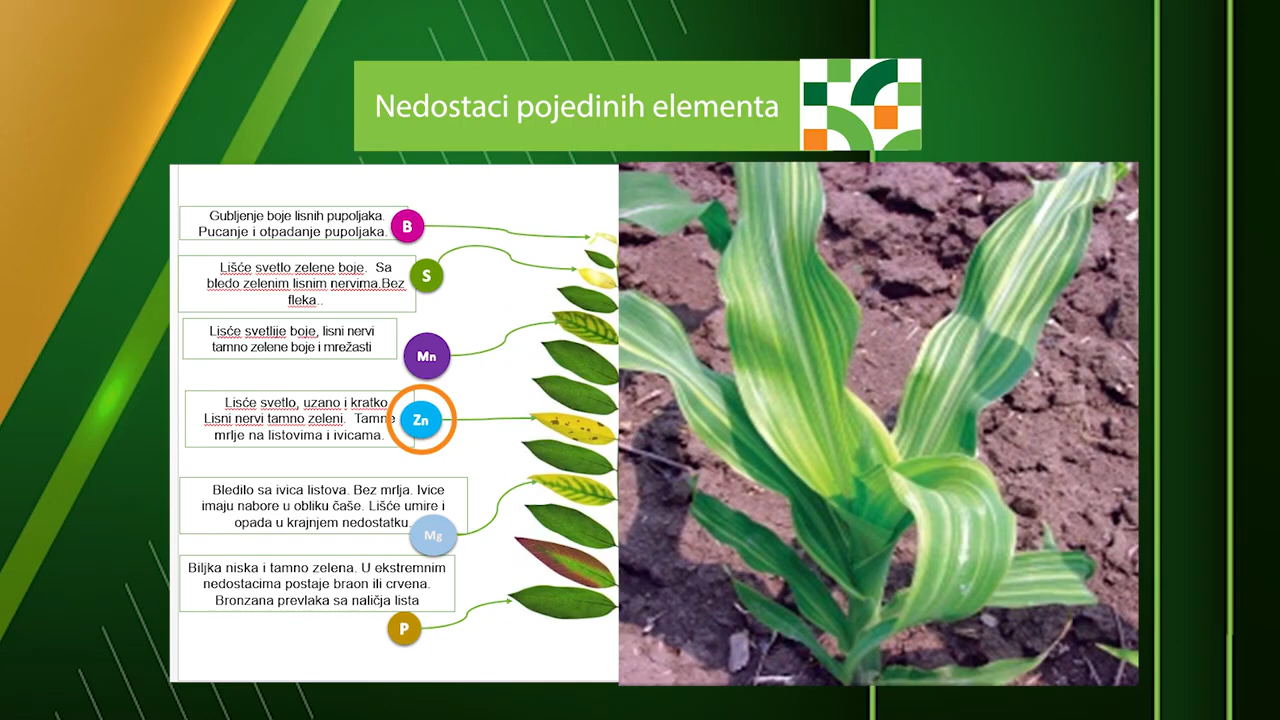 Nedostaci pojedinih elementa
Gubljenje boje lisnih pupoljaka.
Pucanje i otpadanje pupoljaka.
B
Lišće svetlo zelene boje. Sa
bledo zelenim lisnim nervima.Bez
fleka..
S
Lisće svetlije boje, lisni nervi
tamno zelene boje i mrežasti
Mn
Lisće svetlo, uzano i kratko
Lisni nervi tamno zeleni. Tamne
mrlje na listovima i ivicama.
Zn
Bledilo sa ivica listova. Bez mrlja. Ivice
imaju nabore u obliku čaše. Lišće umire i
opada u krajnjem nedostatku.
Mg
Biljka niska i tamno zelena. U ekstremnim
nedostacima postaje braon ili crvena.
Bronzana prevlaka sa naličja lista
P